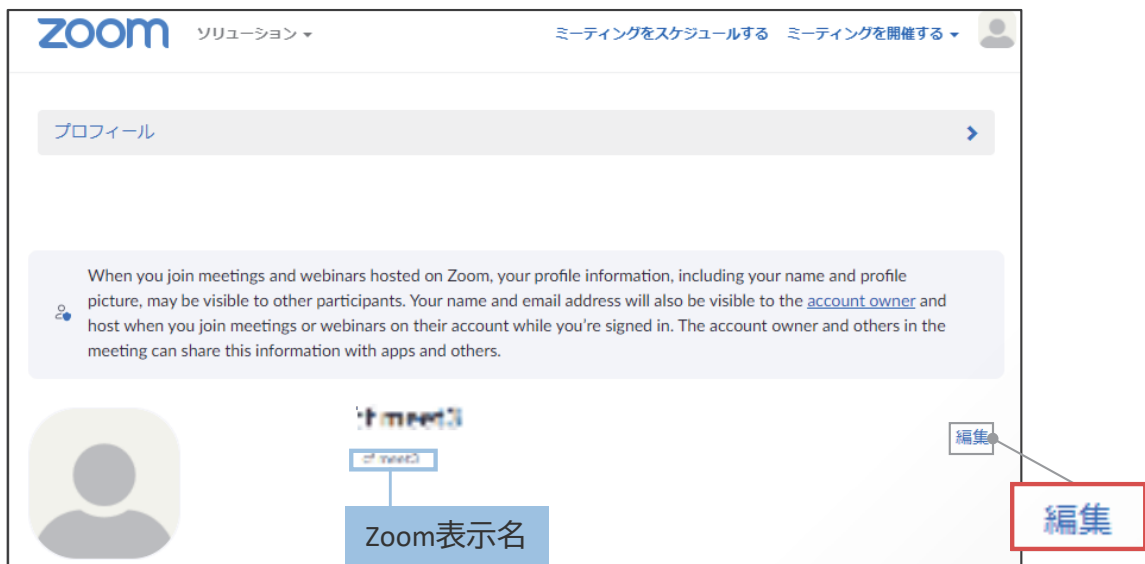 zoom ソリューション ミーティングをスケジュールする ミーティングを開催する
プロフィール
When you join meetings and webinars hosted on Zoom, your profile information, including your name and profile
picture, may be visible to other participants. Your name and email address will also be visible to the account owner and
host when you join meetings or webinars on their account while you're signed in. The account owner and others in the
meeting can share this information with apps and others.
編集
Zoom表示名
編集